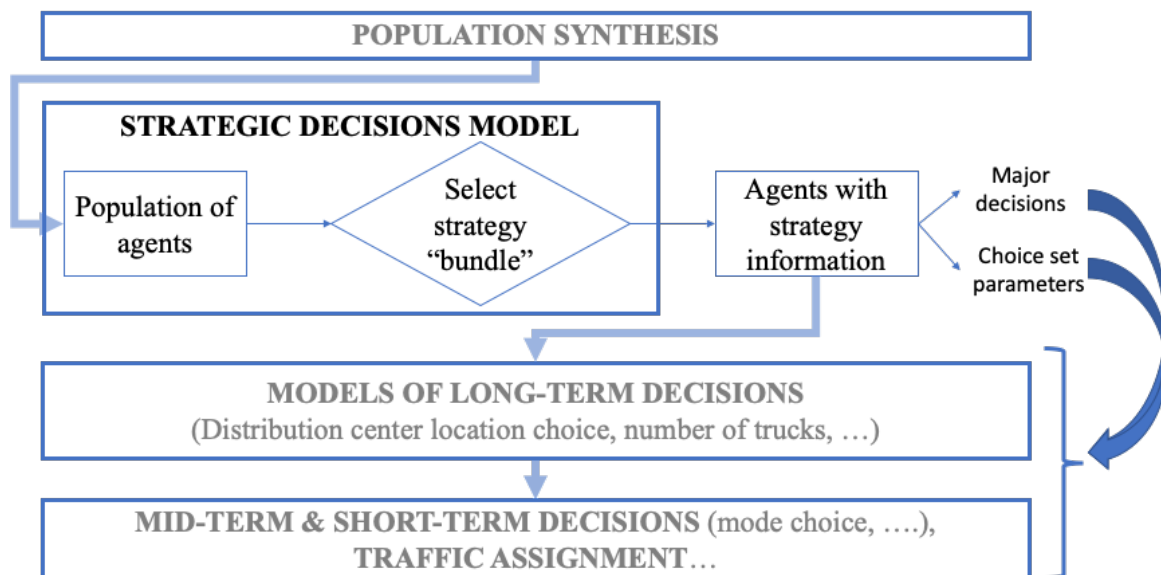 POPULATION SYNTHESIS
STRATEGIC DECISIONS MODEL
Population of
agents
Select
strategy
“bundle”
Agents with
strategy
information
Major
decisions
Choice set
parameters
MODELS OF LONG-TERM DECISIONS
(Distribution center location choice, number of trucks, …)
MID-TERM & SHORT-TERM DECISIONS (mode choice, ….),
TRAFFIC ASSIGNMENT…